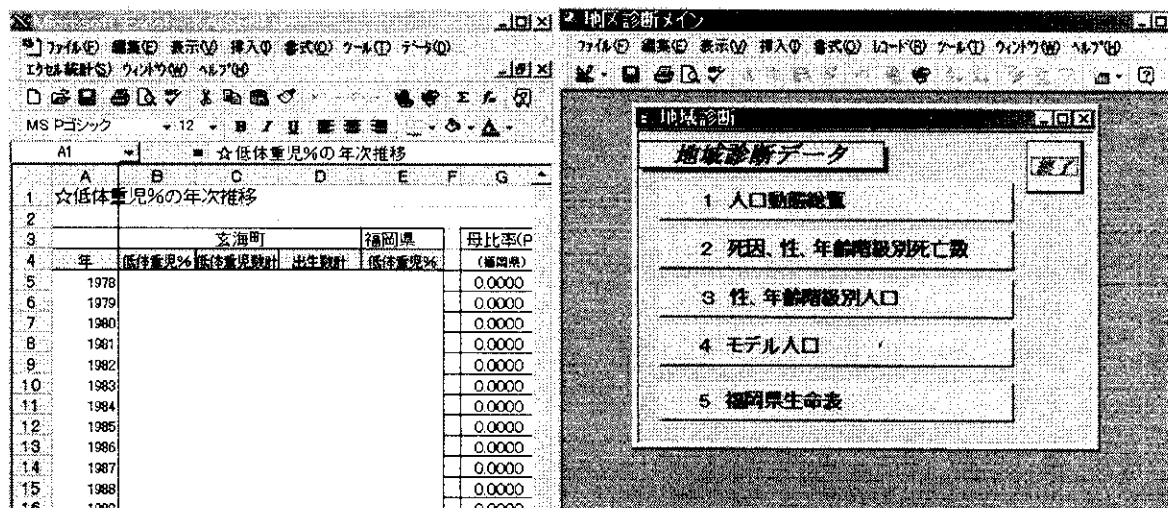 ファイル(F) 編集(E) 表示(V) 挿入(I) 書式(O) ツール(T) データ(D)
エクセル統計(S) ウィンドウ(W) ヘルプ(H)
MS Pゴシック 12 B I U
A1 = ☆低体重児%の年次推移
A B C D E F G
1 ☆低体重児%の年次推移
2
3 玄海町 福岡県 母比率(P
4 年 低体重児% 低体重児数計 出生数計 低体重児% (福岡県)
5 1978 0.0000
6 1979 0.0000
7 1980 0.0000
8 1981 0.0000
9 1982 0.0000
10 1983 0.0000
11 1984 0.0000
12 1985 0.0000
13 1986 0.0000
14 1987 0.0000
15 1988 0.0000
16 1989 0.0000
地区診断メイン
ファイル(F) 編集(E) 表示(V) 挿入(I) 書式(O) レコード(R) ツール(T) ウィンドウ(W) ヘルプ(H)
地域診断
地域診断データ
終了
1 人口動態総覧
2 死因、性、年齢階級別死亡数
3 性、年齢階級別人口
4 モデル人口
5 福岡県生命表